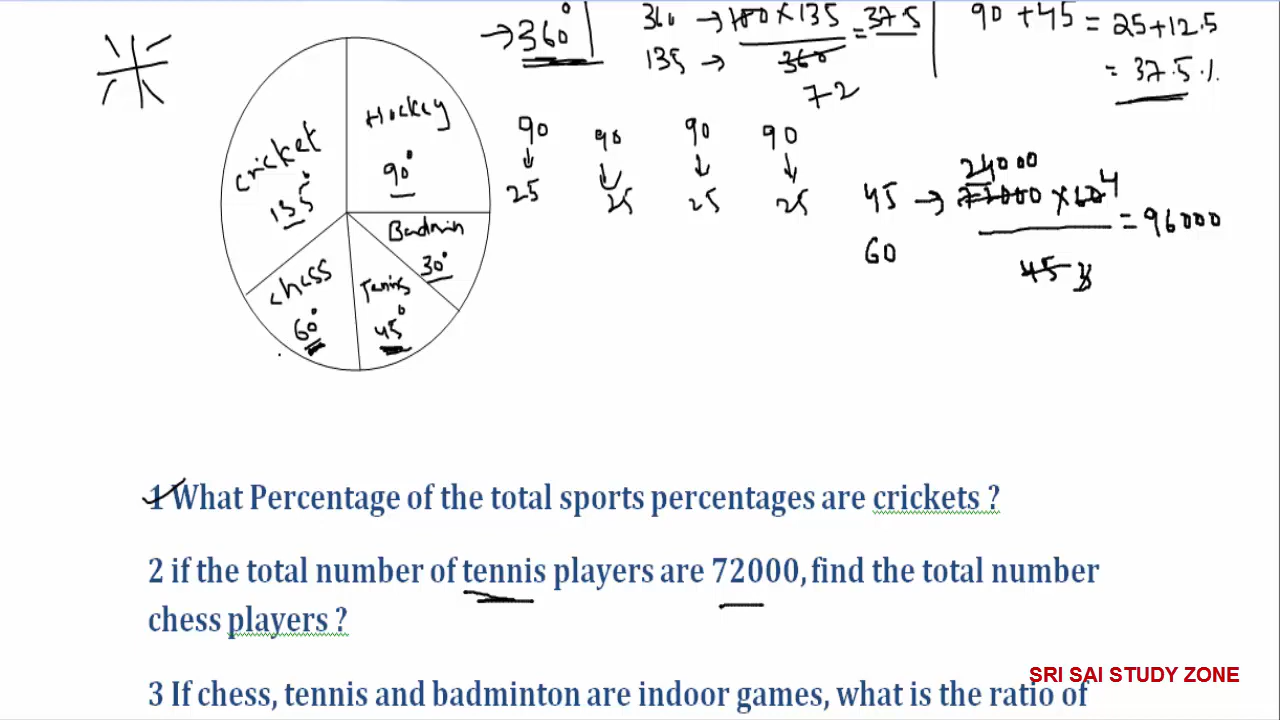 → 360°
360 → 100 × 135
135 → 360 = 37.5
72
90 + 45 = 25 + 12.5
= 37.5 %
Hockey
90°
cricket
135°
Badmin
30°
Tennis
45°
chess
60°
90 90 90 90
25 25 25 25
24000
45 → 72000 × 60 4
= 96000
60
45 3
1 What Percentage of the total sports percentages are crickets ?
2 if the total number of tennis players are 72000, find the total number
chess players ?
3 If chess, tennis and badminton are indoor games, what is the ratio of
SRI SAI STUDY ZONE